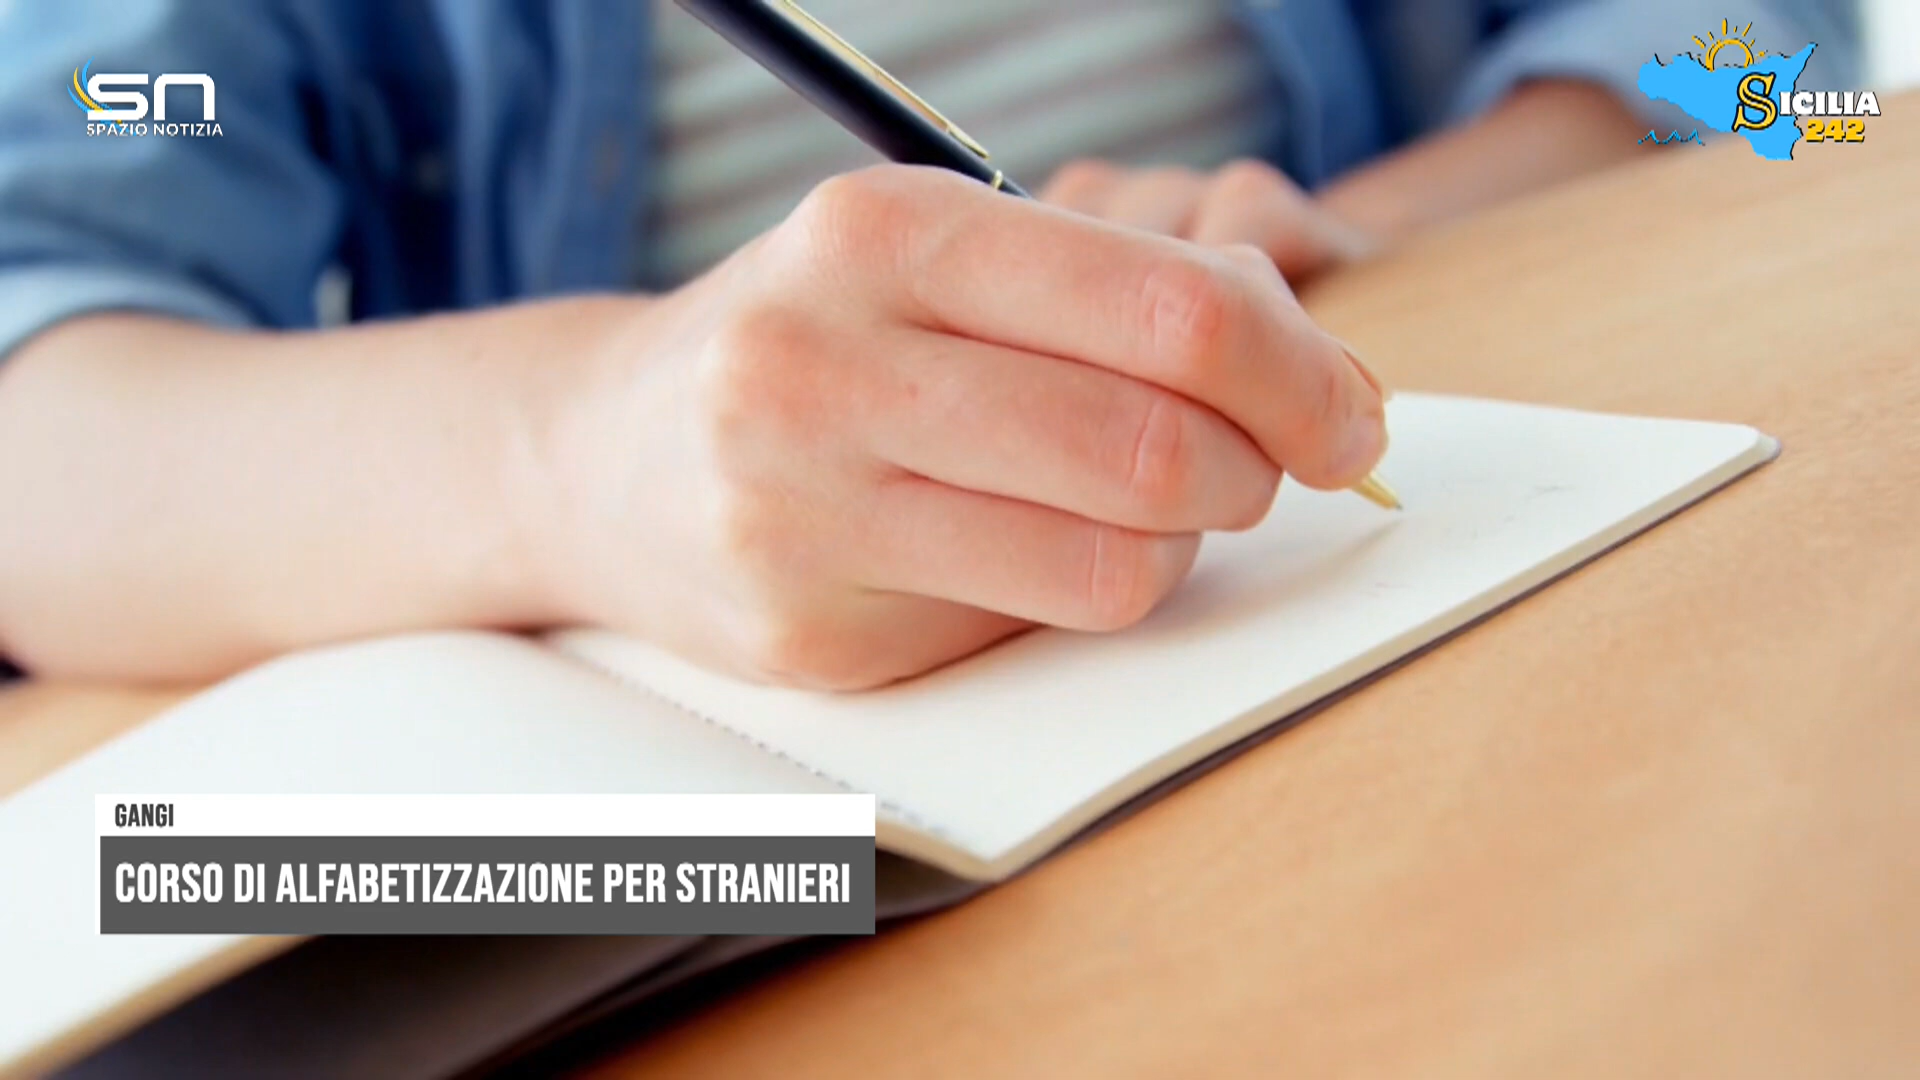 SN
SPAZIO NOTIZIA
SICILIA
242
GANGI
CORSO DI ALFABETIZZAZIONE PER STRANIERI